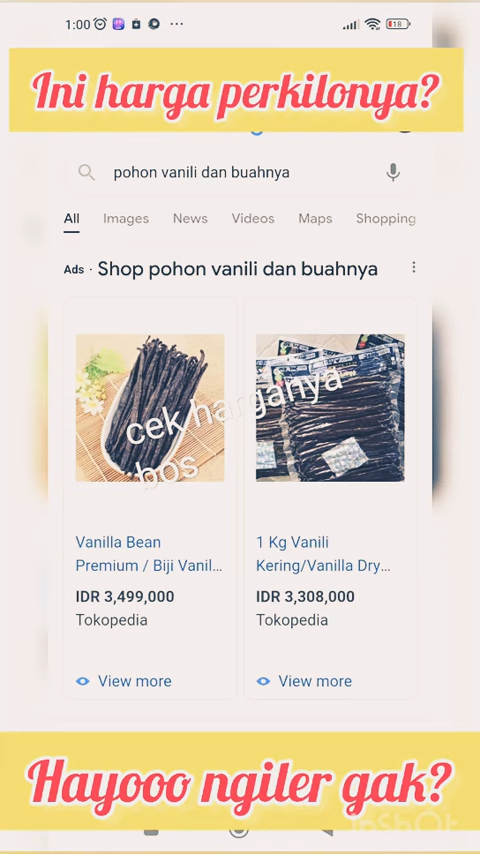 1:00
18
Ini harga perkilonya?
pohon vanili dan buahnya
All Images News Videos Maps Shopping
Ads · Shop pohon vanili dan buahnya
cek harganya
bos
Vanilla Bean
Premium / Biji Vanil...
IDR 3,499,000
Tokopedia
View more
1 Kg Vanili
Kering/Vanilla Dry...
IDR 3,308,000
Tokopedia
View more
Hayooo ngiler gak?
InShOt